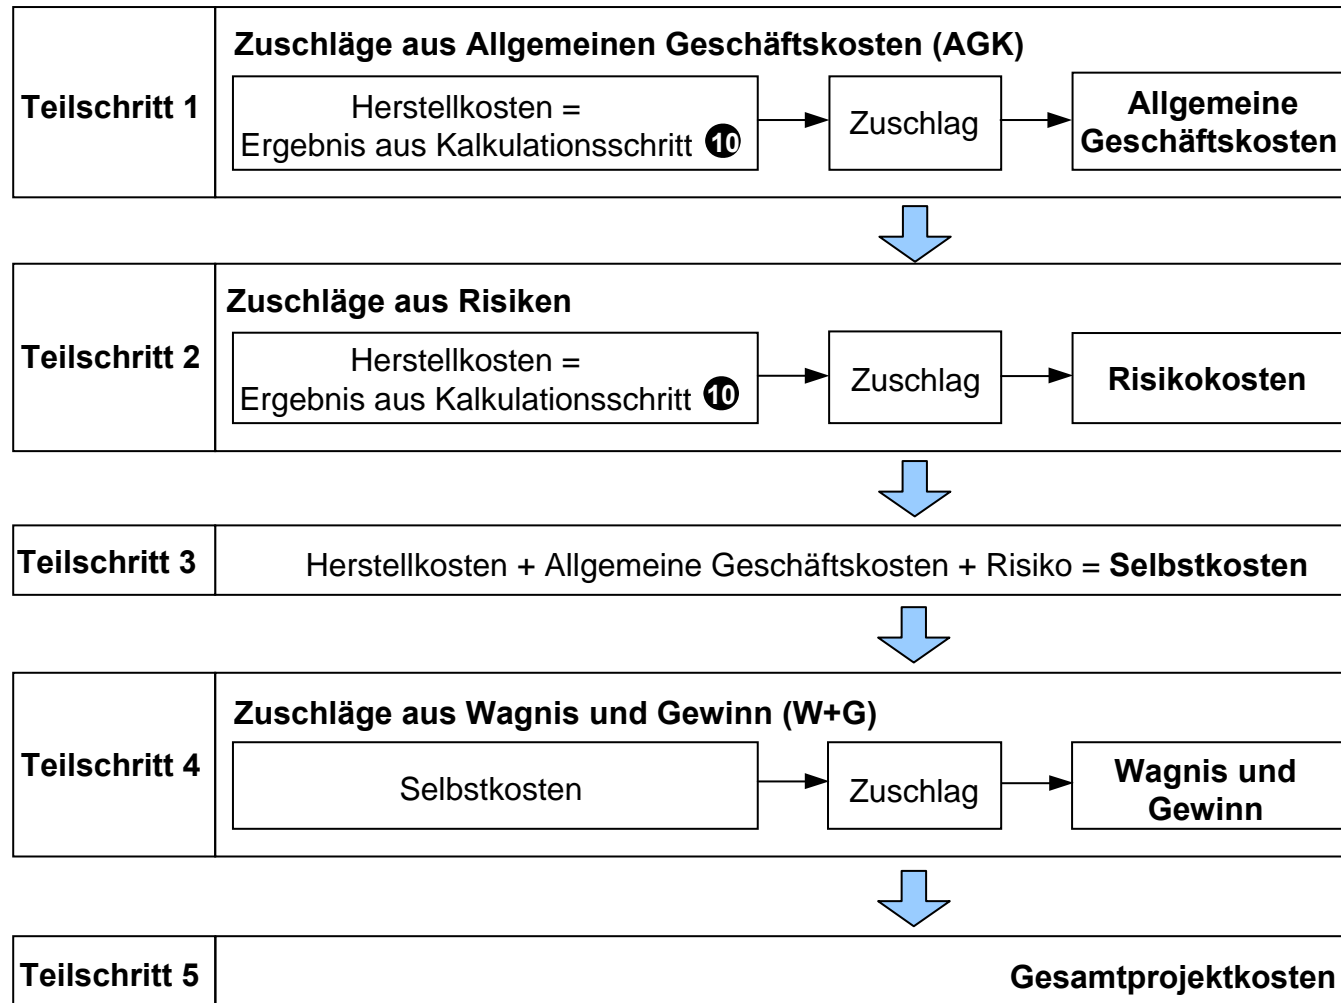 Zuschläge aus Allgemeinen Geschäftskosten (AGK)
Teilschritt 1
Herstellkosten =
Ergebnis aus Kalkulationsschritt 10
Zuschlag
Allgemeine
Geschäftskosten
Zuschläge aus Risiken
Teilschritt 2
Herstellkosten =
Ergebnis aus Kalkulationsschritt 10
Zuschlag
Risikokosten
Teilschritt 3
Herstellkosten + Allgemeine Geschäftskosten + Risiko = Selbstkosten
Zuschläge aus Wagnis und Gewinn (W+G)
Teilschritt 4
Selbstkosten
Zuschlag
Wagnis und
Gewinn
Teilschritt 5
Gesamtprojektkosten